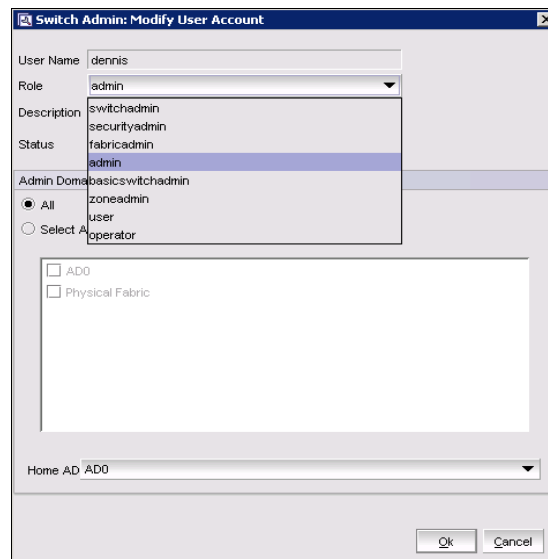 Switch Admin: Modify User Account
User Name dennis
Role admin
Description switchadmin
securityadmin
Status fabricadmin
admin
Admin Doma basicswitchadmin
All zoneadmin
user
Select A operator
AD0
Physical Fabric
Home AD AD0
Ok Cancel